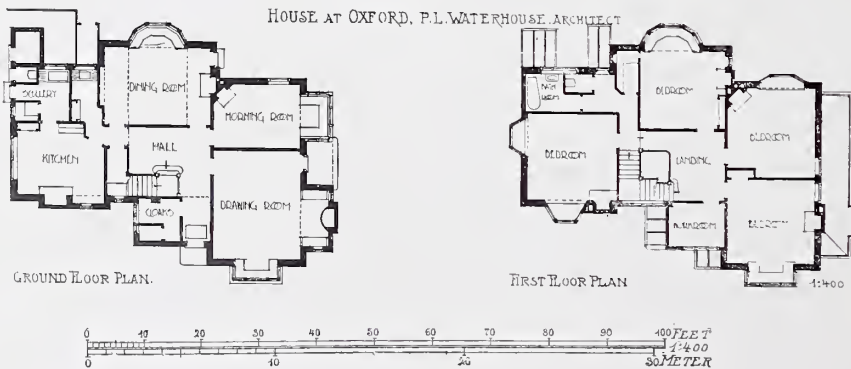 HOUSE AT OXFORD, P.L. WATERHOUSE. ARCHITECT
SCULLERY
DINING ROOM
MORNING ROOM
KITCHEN
HALL
CLOAKS
DRAWING ROOM
GROUND FLOOR PLAN.
BATH
ROOM
BEDROOM
BEDROOM
BEDROOM
LANDING
BEDROOM
FIRST FLOOR PLAN
1:400
0 10 20 30 40 50 60 70 80 90 100 FEET
1:400
0 10 20 30 METER